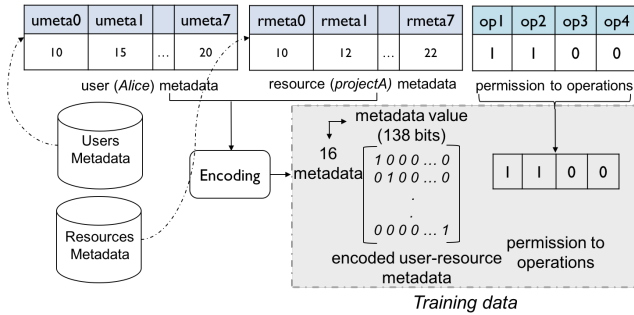 umeta0 umeta1 umeta7
10 15 ... 20
rmeta0 rmeta1 rmeta7
10 12 ... 22
op1 op2 op3 op4
1 1 0 0
user (Alice) metadata
resource (projectA) metadata
permission to operations
Users
Metadata
Resources
Metadata
Encoding
metadata value
(138 bits)
16
metadata
1 0 0 0 ... 0
0 1 0 0 ... 0
.
.
.
0 0 0 0 ... 1
encoded user-resource
metadata
1 1 0 0
permission to
operations
Training data